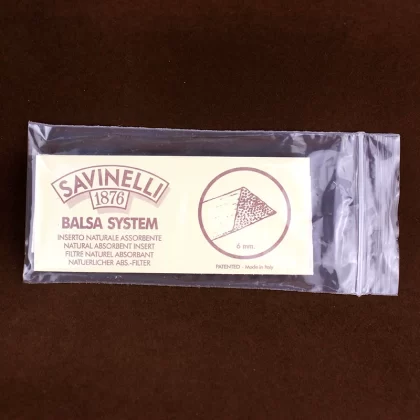 SAVINELLI
1876
BALSA SYSTEM
INSERTO NATURALE ASSORBENTE
NATURAL ABSORBENT INSERT
FILTRE NATUREL ABSORBANT
NATUERLICHER ABS.-FILTER
6 mm.
PATENTED - Made in Italy